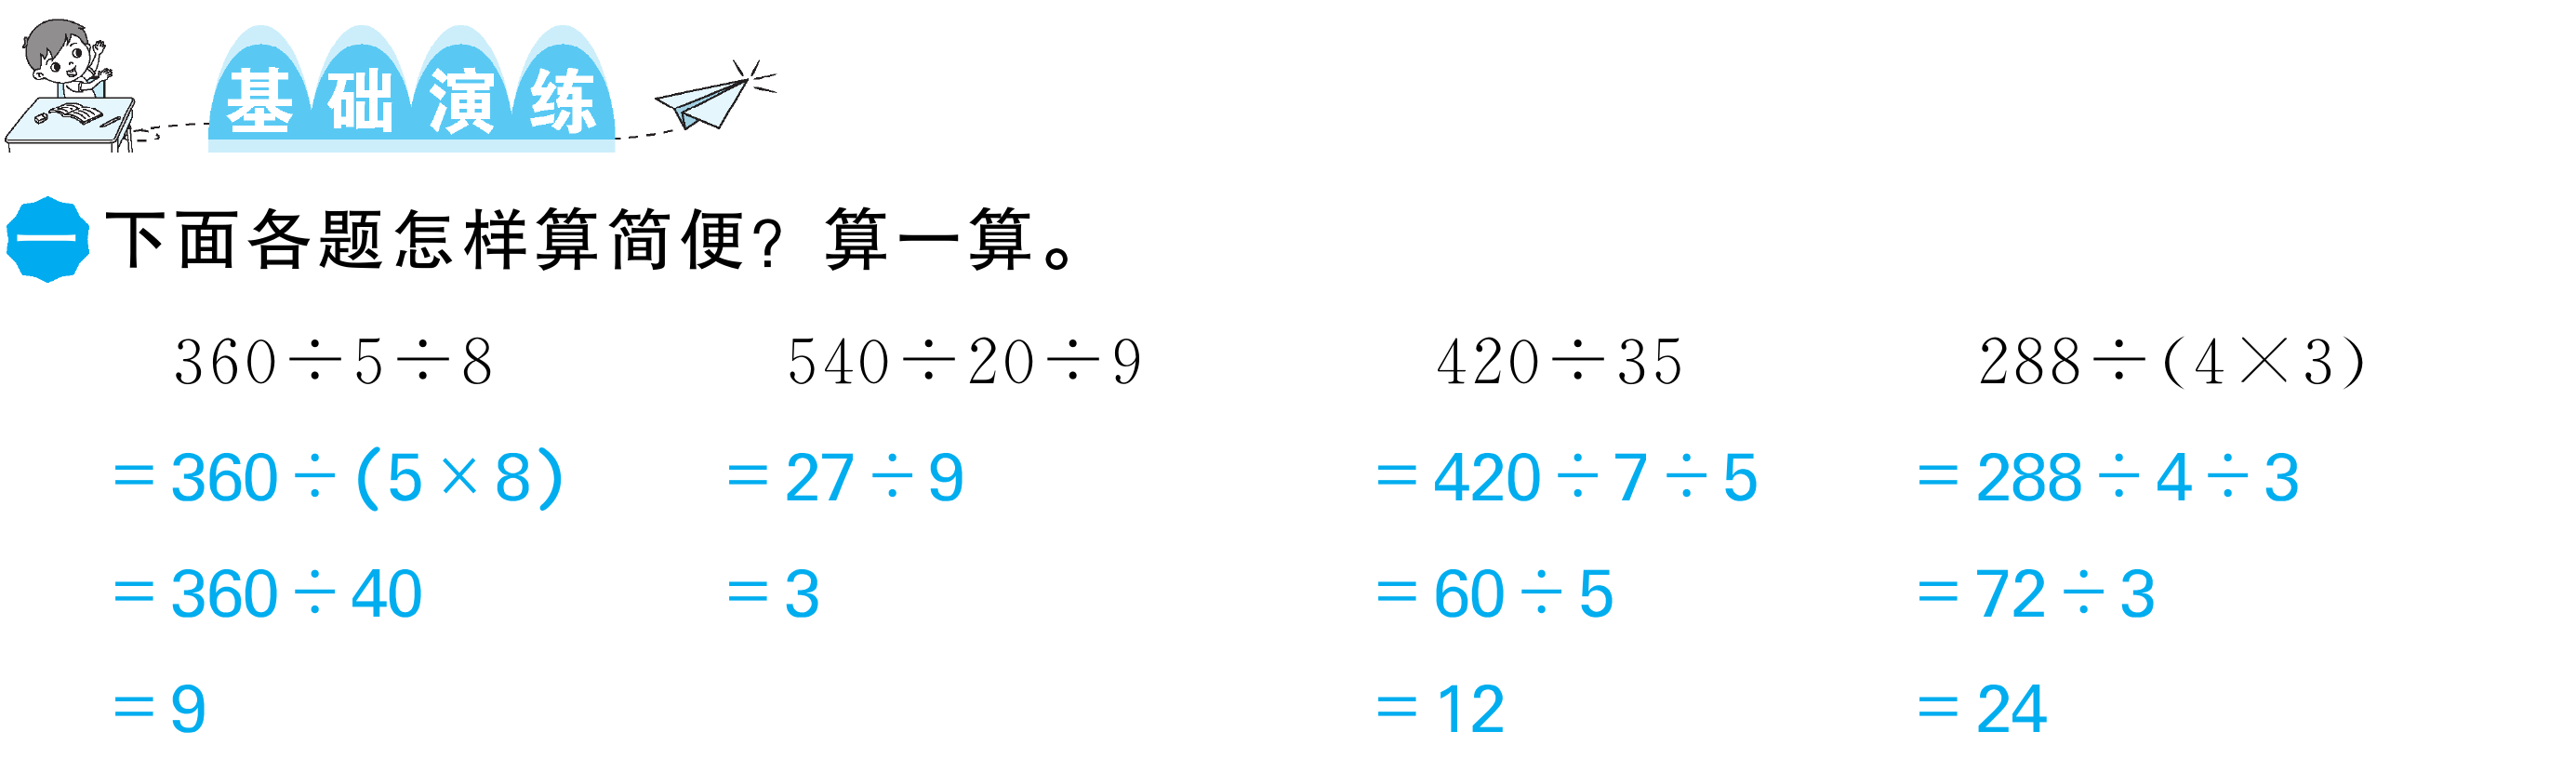 基础演练
一 下面各题怎样算简便？算一算。
360÷5÷8 540÷20÷9 420÷35 288÷(4×3)
=360÷(5×8) =27÷9 =420÷7÷5 =288÷4÷3
=360÷40 =3 =60÷5 =72÷3
=9 =12 =24